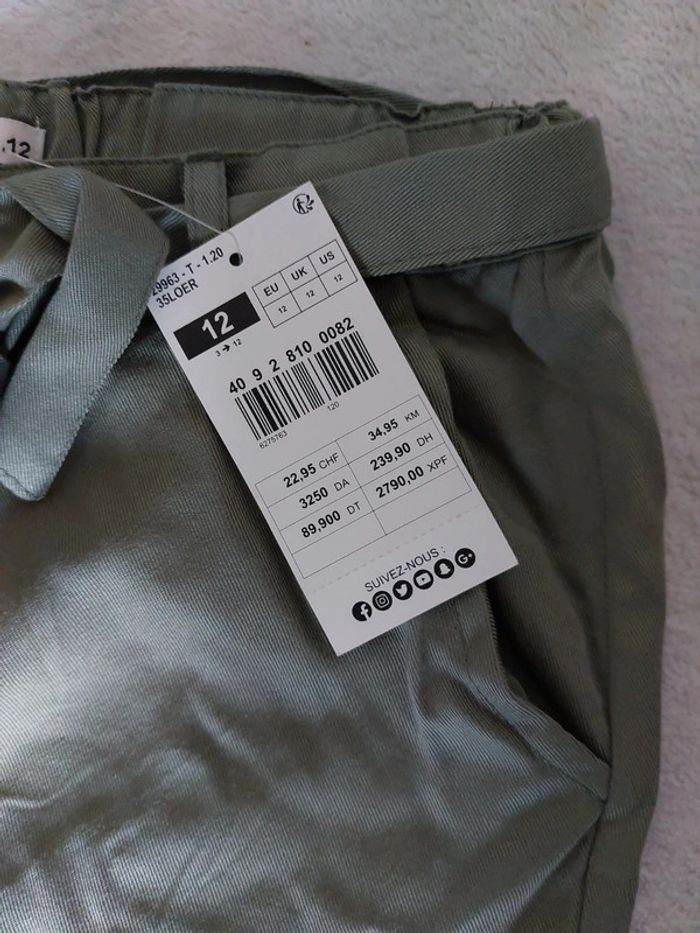 .12
29963 - T - 1.20
35LOER
12
3 → 12
EU UK US
12 12 12
40 9 2 810 0082
6275763 120
22,95 CHF 34,95 KM
3250 DA 239,90 DH
89,900 DT 2790,00 XPF
SUIVEZ-NOUS :
G+